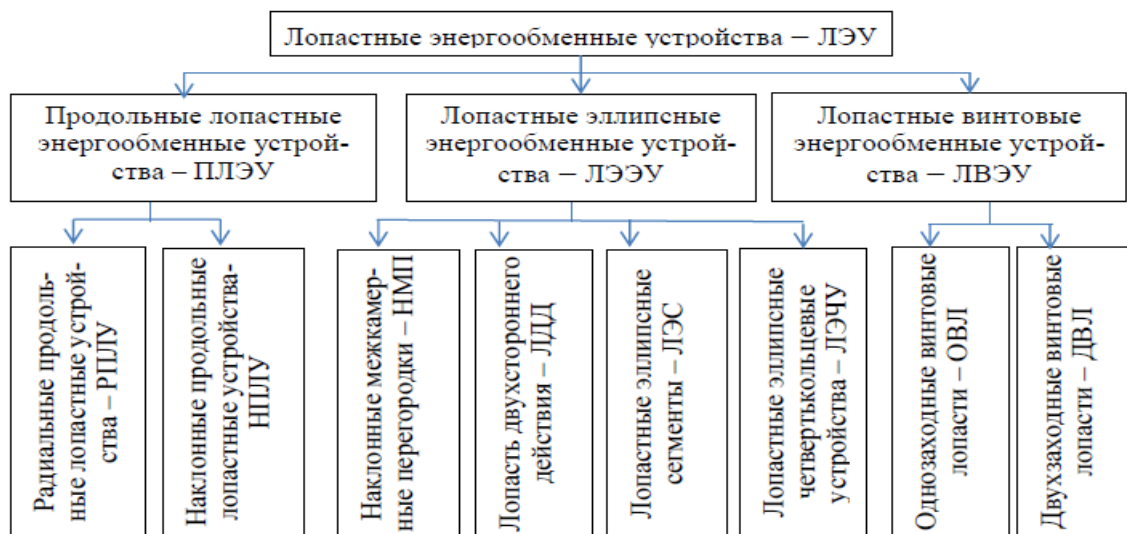 Лопастные энергообменные устройства – ЛЭУ
Продольные лопастные
энергообменные устрой-
ства – ПЛЭУ
Лопастные эллипсные
энергообменные устрой-
ства – ЛЭЭУ
Лопастные винтовые
энергообменные устрой-
ства – ЛВЭУ
Радиальные продоль-
ные лопастные устрой-
ства – РПЛУ
Наклонные продольные
лопастные устройства-
НПЛУ
Наклонные межкамер-
ные перегородки – НМП
Лопасть двухстороннего
действия – ЛДД
Лопастные эллипсные
сегменты – ЛЭС
Лопастные эллипсные
четвертькольцевые
устройства – ЛЭЧУ
Однозаходные винтовые
лопасти – ОВЛ
Двухзаходные винтовые
лопасти – ДВЛ